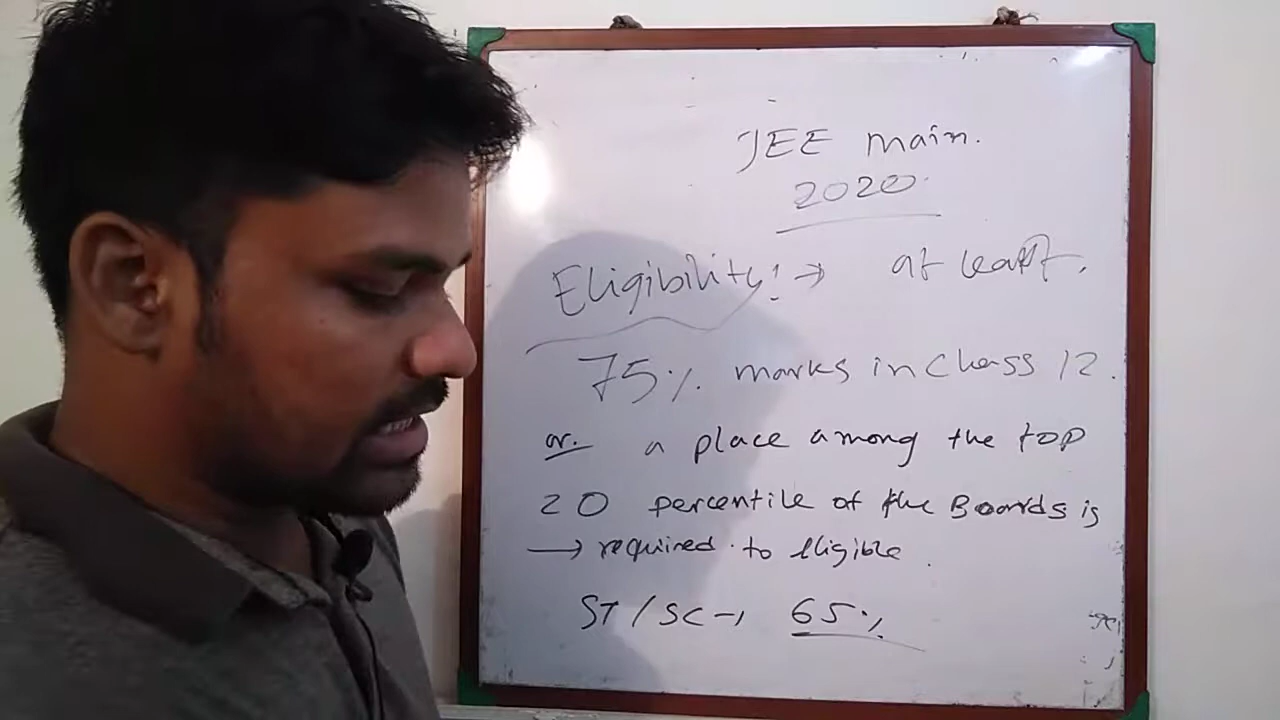 JEE main.
2020.
Eligibility:→ at least.
75% marks in Class 12.
or. a place among the top
20 percentile of the Boards is
→ required to eligible.
ST/SC→ 65%